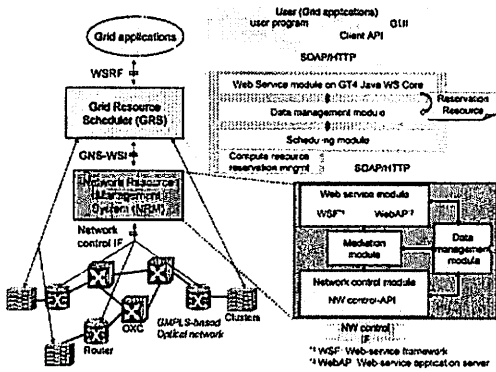 Grid applications
WSRF
Grid Resource
Scheduler (GRS)
GNS-WSI
Network Resource
Management
System (NRM)
Network
control IF
OXC
Router
GMPLS-based
Optical network
Clusters
User (Grid applications)
user program
GUI
Client API
SOAP/HTTP
Web Service module on GT4 Java WS Core
Data management module
Scheduling module
Compute resource
reservation mngmt
Reservation
Resource
SOAP/HTTP
Web service module
WSF*¹ WebAP*²
Mediation
module
Data
management
module
Network control module
NW control-API
NW control
IF
*¹ WSF Web-service framework
*² WebAP Web-service application server